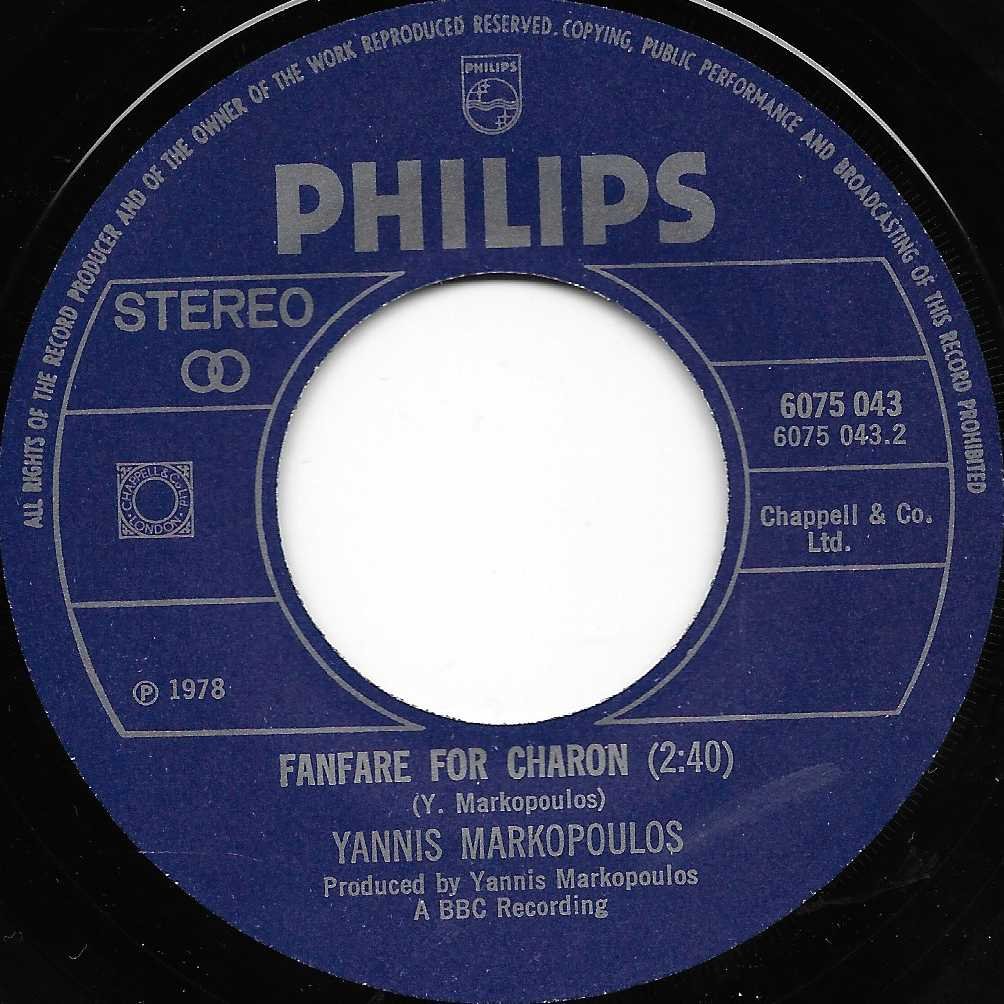 ALL RIGHTS OF THE RECORD PRODUCER AND OF THE OWNER OF THE WORK REPRODUCED RESERVED. COPYING, PUBLIC PERFORMANCE AND BROADCASTING OF THIS RECORD PROHIBITED
PHILIPS
PHILIPS
STEREO
6075 043
6075 043.2
CHAPPELL & CO LTD.
· LONDON ·
Chappell & Co.
Ltd.
℗ 1978
FANFARE FOR CHARON (2:40)
(Y. Markopoulos)
YANNIS MARKOPOULOS
Produced by Yannis Markopoulos
A BBC Recording